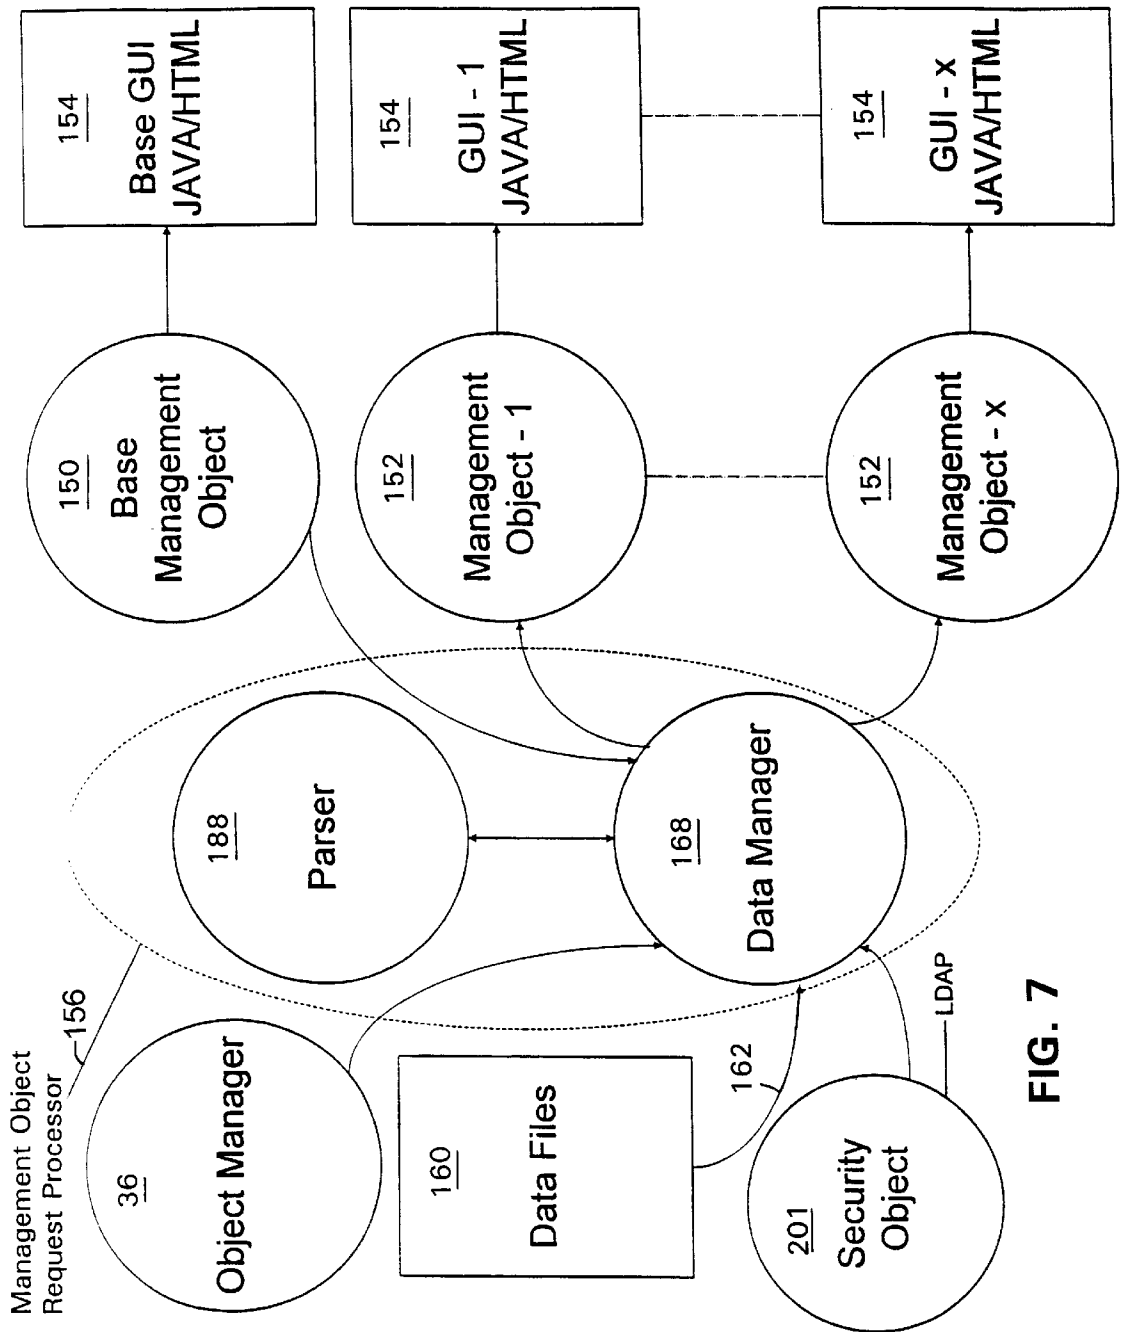 Management Object
Request Processor
156
36
Object Manager
160
Data Files
162
201
Security
Object
LDAP
188
Parser
168
Data Manager
150
Base
Management
Object
152
Management
Object - 1
152
Management
Object - x
154
Base GUI
JAVA/HTML
154
GUI - 1
JAVA/HTML
154
GUI - x
JAVA/HTML
FIG. 7